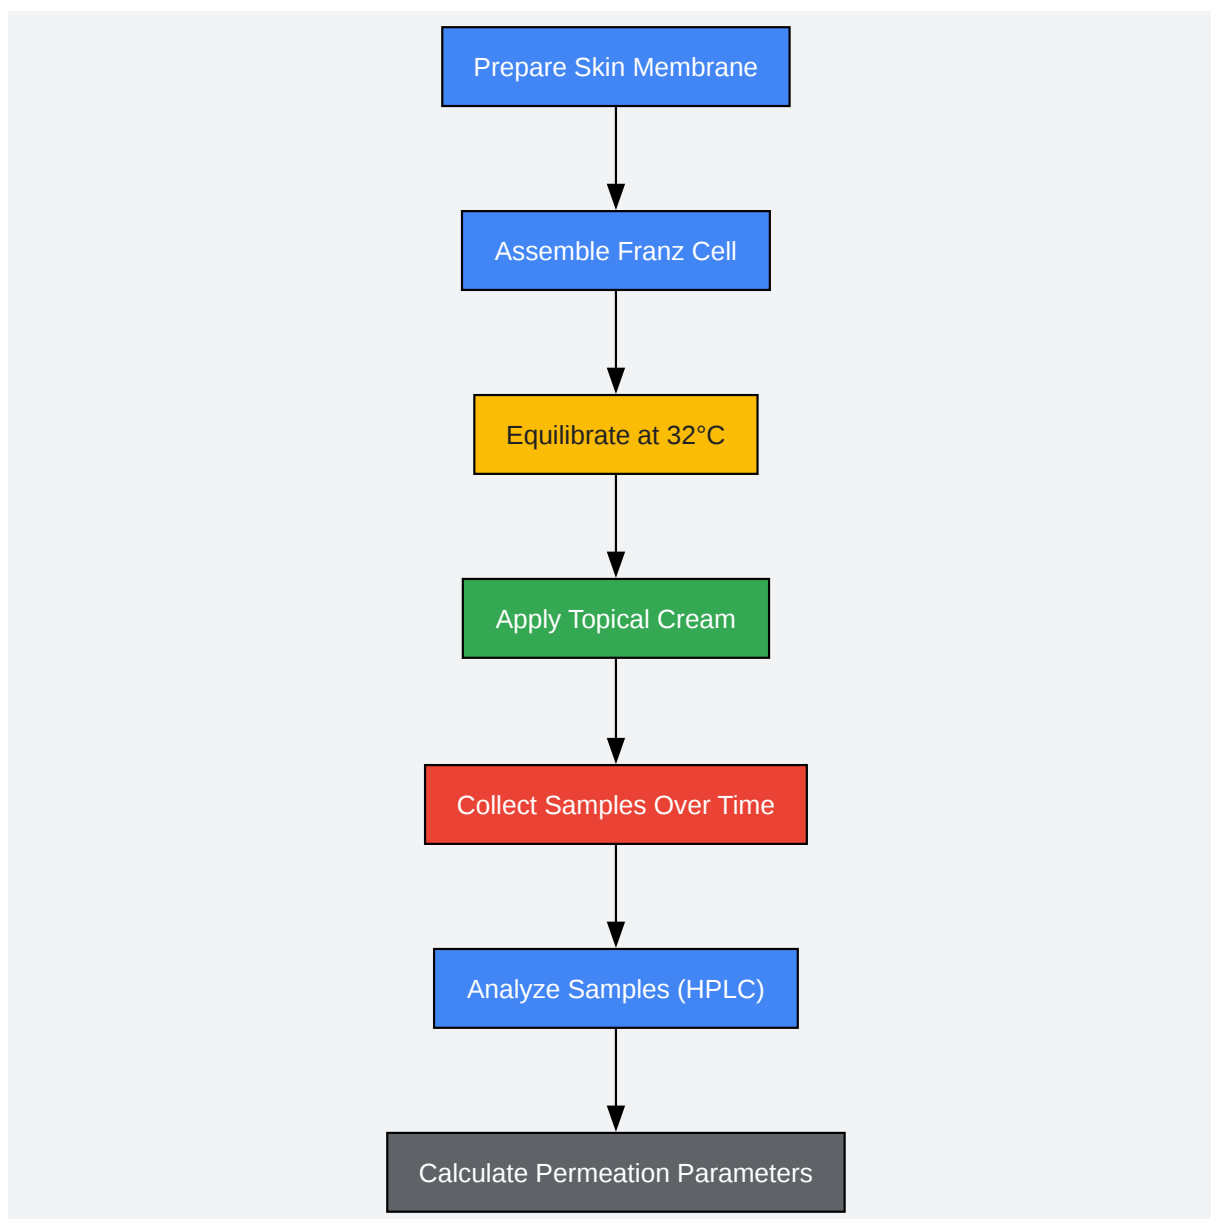 Prepare Skin Membrane
Assemble Franz Cell
Equilibrate at 32°C
Apply Topical Cream
Collect Samples Over Time
Analyze Samples (HPLC)
Calculate Permeation Parameters